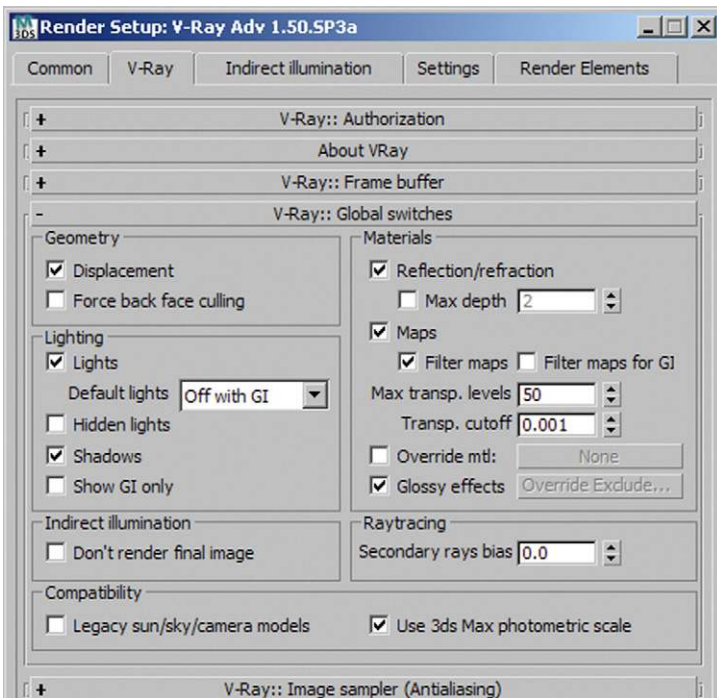 Render Setup: V-Ray Adv 1.50.SP3a
Common V-Ray Indirect illumination Settings Render Elements
+ V-Ray:: Authorization
+ About VRay
+ V-Ray:: Frame buffer
- V-Ray:: Global switches
Geometry
Displacement
Force back face culling
Lighting
Lights
Default lights Off with GI
Hidden lights
Shadows
Show GI only
Indirect illumination
Don't render final image
Materials
Reflection/refraction
Max depth 2
Maps
Filter maps Filter maps for GI
Max transp. levels 50
Transp. cutoff 0.001
Override mtl: None
Glossy effects Override Exclude...
Raytracing
Secondary rays bias 0.0
Compatibility
Legacy sun/sky/camera models Use 3ds Max photometric scale
+ V-Ray:: Image sampler (Antialiasing)